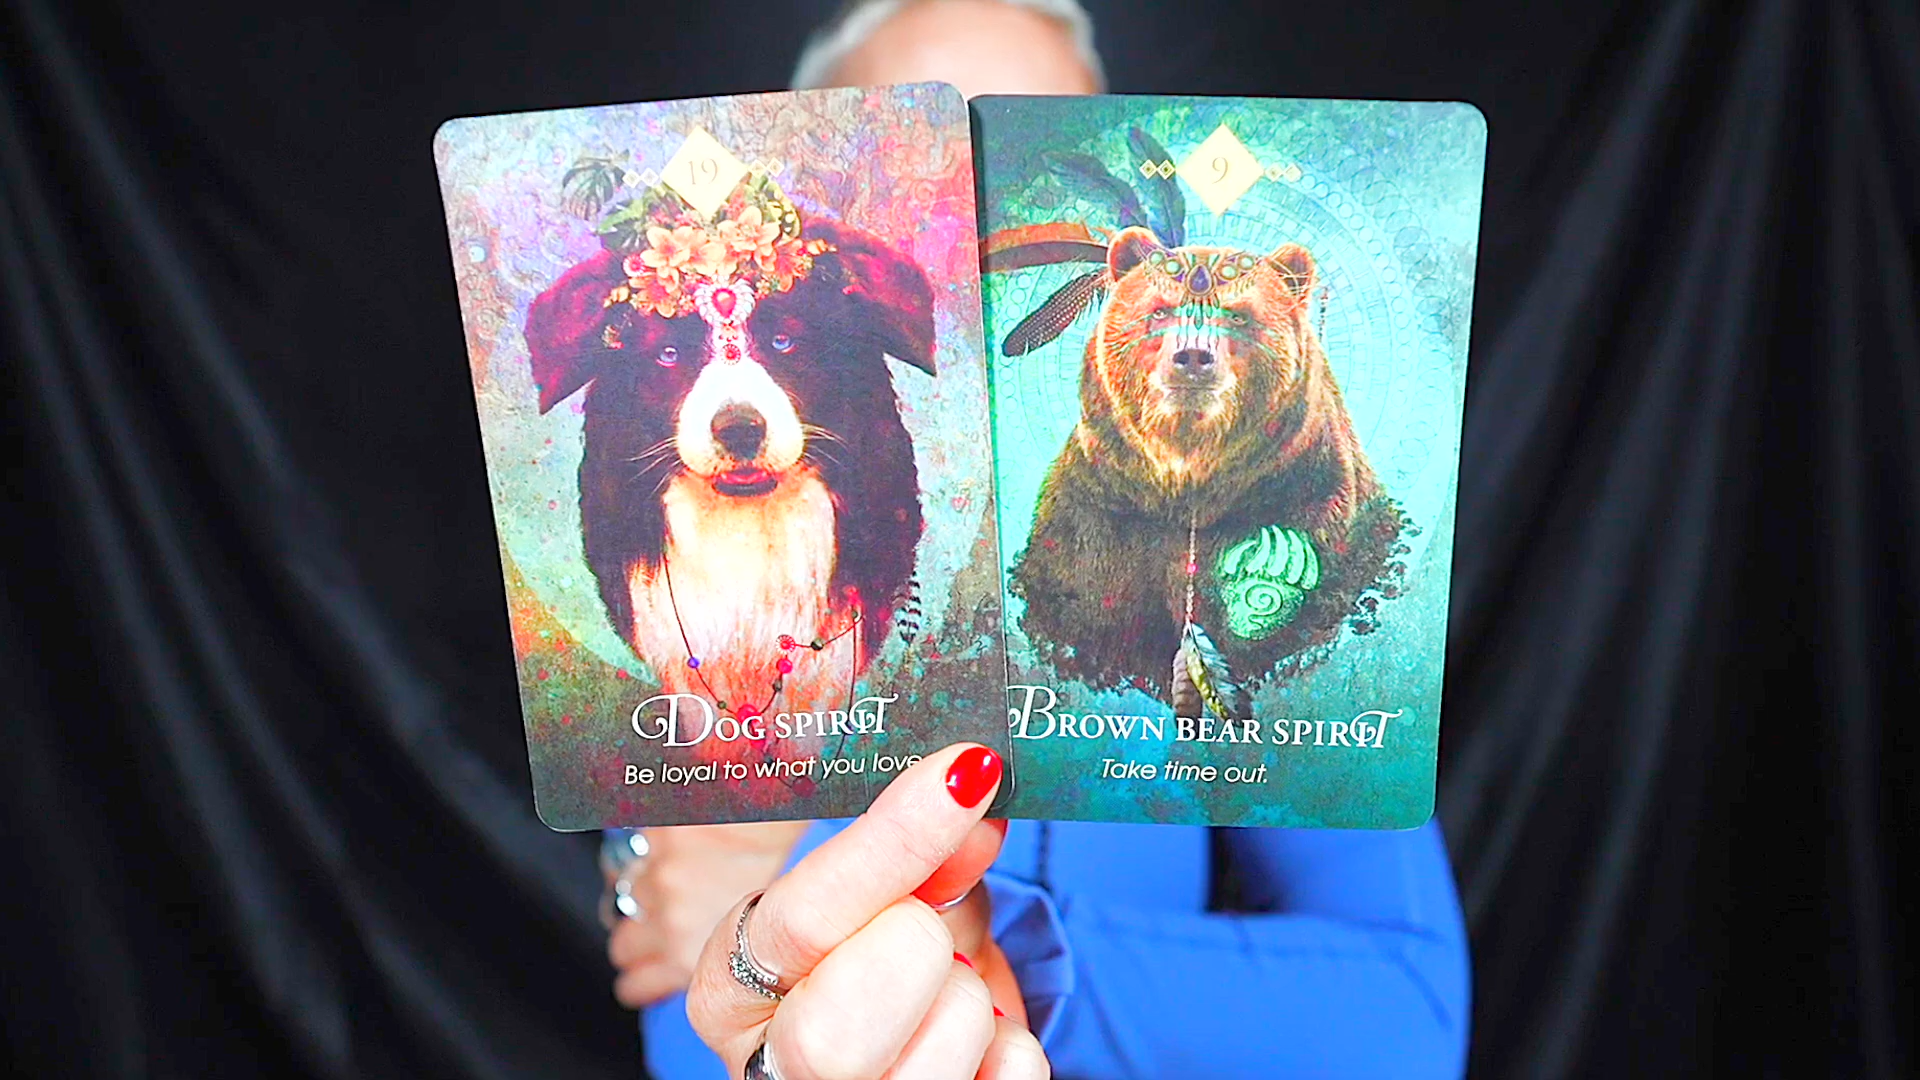 19
Dog spirit
Be loyal to what you love
9
Brown bear spirit
Take time out.